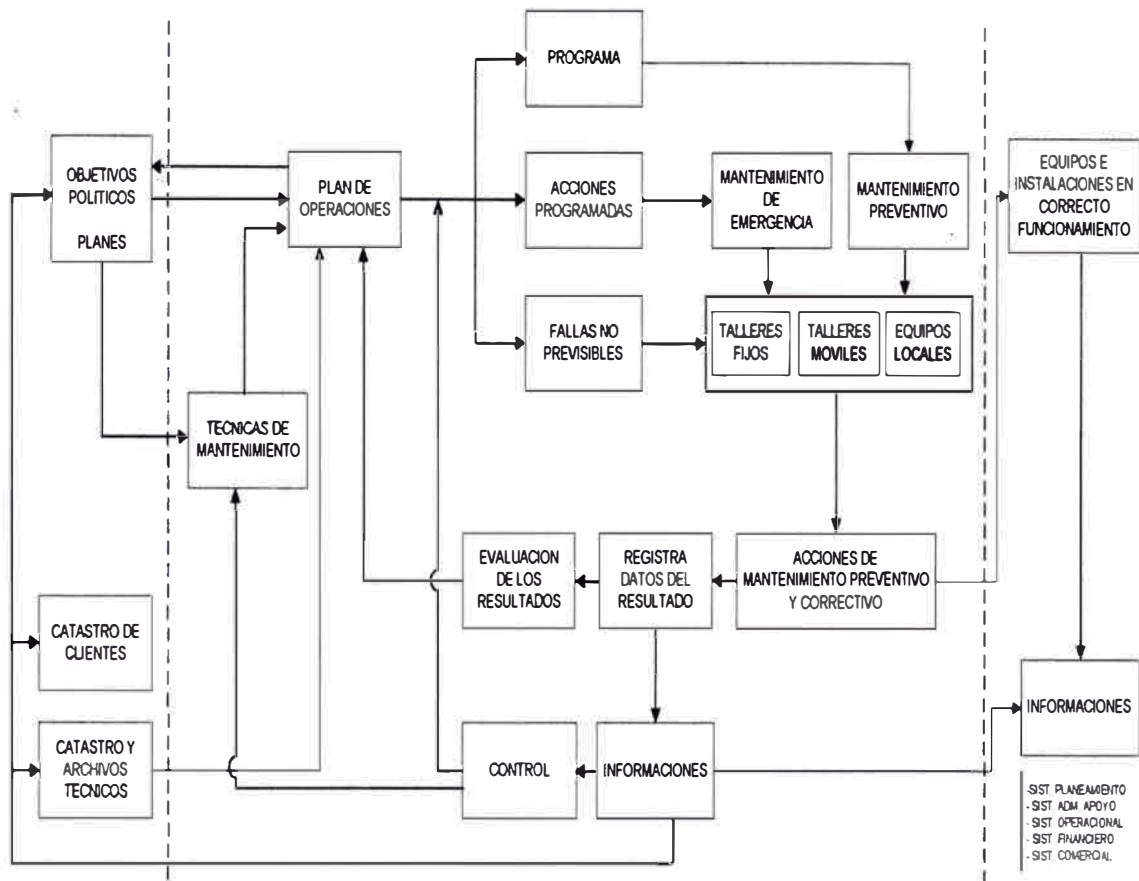 PROGRAMA
OBJETIVOS
POLITICOS
PLANES
PLAN DE
OPERACIONES
ACCIONES
PROGRAMADAS
MANTENIMIENTO
DE
EMERGENCIA
MANTENIMIENTO
PREVENTIVO
EQUIPOS E
INSTALACIONES EN
CORRECTO
FUNCIONAMIENTO
FALLAS NO
PREVISIBLES
TALLERES
FIJOS
TALLERES
MOVILES
EQUIPOS
LOCALES
TECNICAS DE
MANTENIMIENTO
EVALUACION
DE LOS
RESULTADOS
REGISTRA
DATOS DEL
RESULTADO
ACCIONES DE
MANTENIMIENTO PREVENTIVO
Y CORRECTIVO
CATASTRO DE
CLIENTES
CATASTRO Y
ARCHIVOS
TECNICOS
CONTROL
INFORMACIONES
INFORMACIONES
-SIST PLANEAMIENTO
- SIST ADM APOYO
- SIST OPERACIONAL
- SIST FINANCIERO
- SIST COMERCIAL